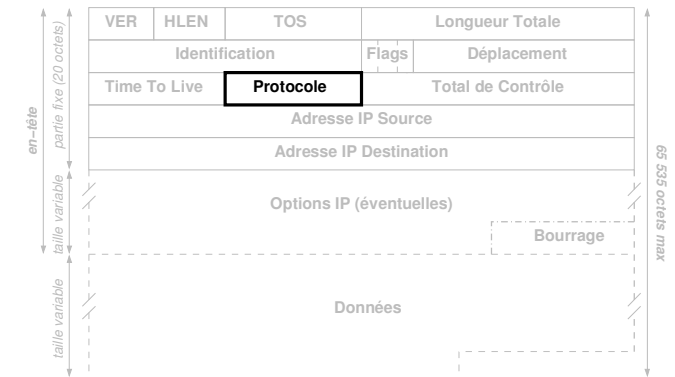 VER HLEN TOS Longueur Totale
Identification Flags Déplacement
Time To Live Protocole Total de Contrôle
Adresse IP Source
Adresse IP Destination
Options IP (éventuelles)
Bourrage
Données
en−tête
partie fixe (20 octets)
taille variable
taille variable
65 535 octets max